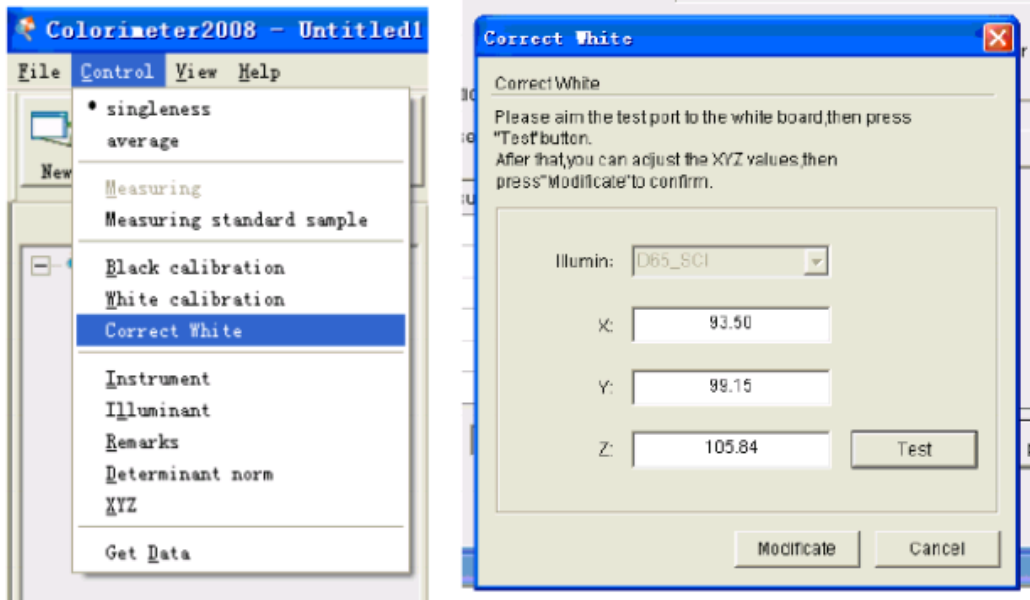 Colorimeter2008 - Untitled1
File Control View Help
New
• singleness
average
Measuring
Measuring standard sample
Black calibration
White calibration
Correct White
Instrument
Illuminant
Remarks
Determinant norm
XYZ
Get Data
Correct White
Correct White
Please aim the test port to the white board,then press
"Test"button.
After that,you can adjust the XYZ values,then
press"Modificate"to confirm.
Illumin: D65_SCI
X: 93.50
Y: 99.15
Z: 105.84 Test
Modificate Cancel